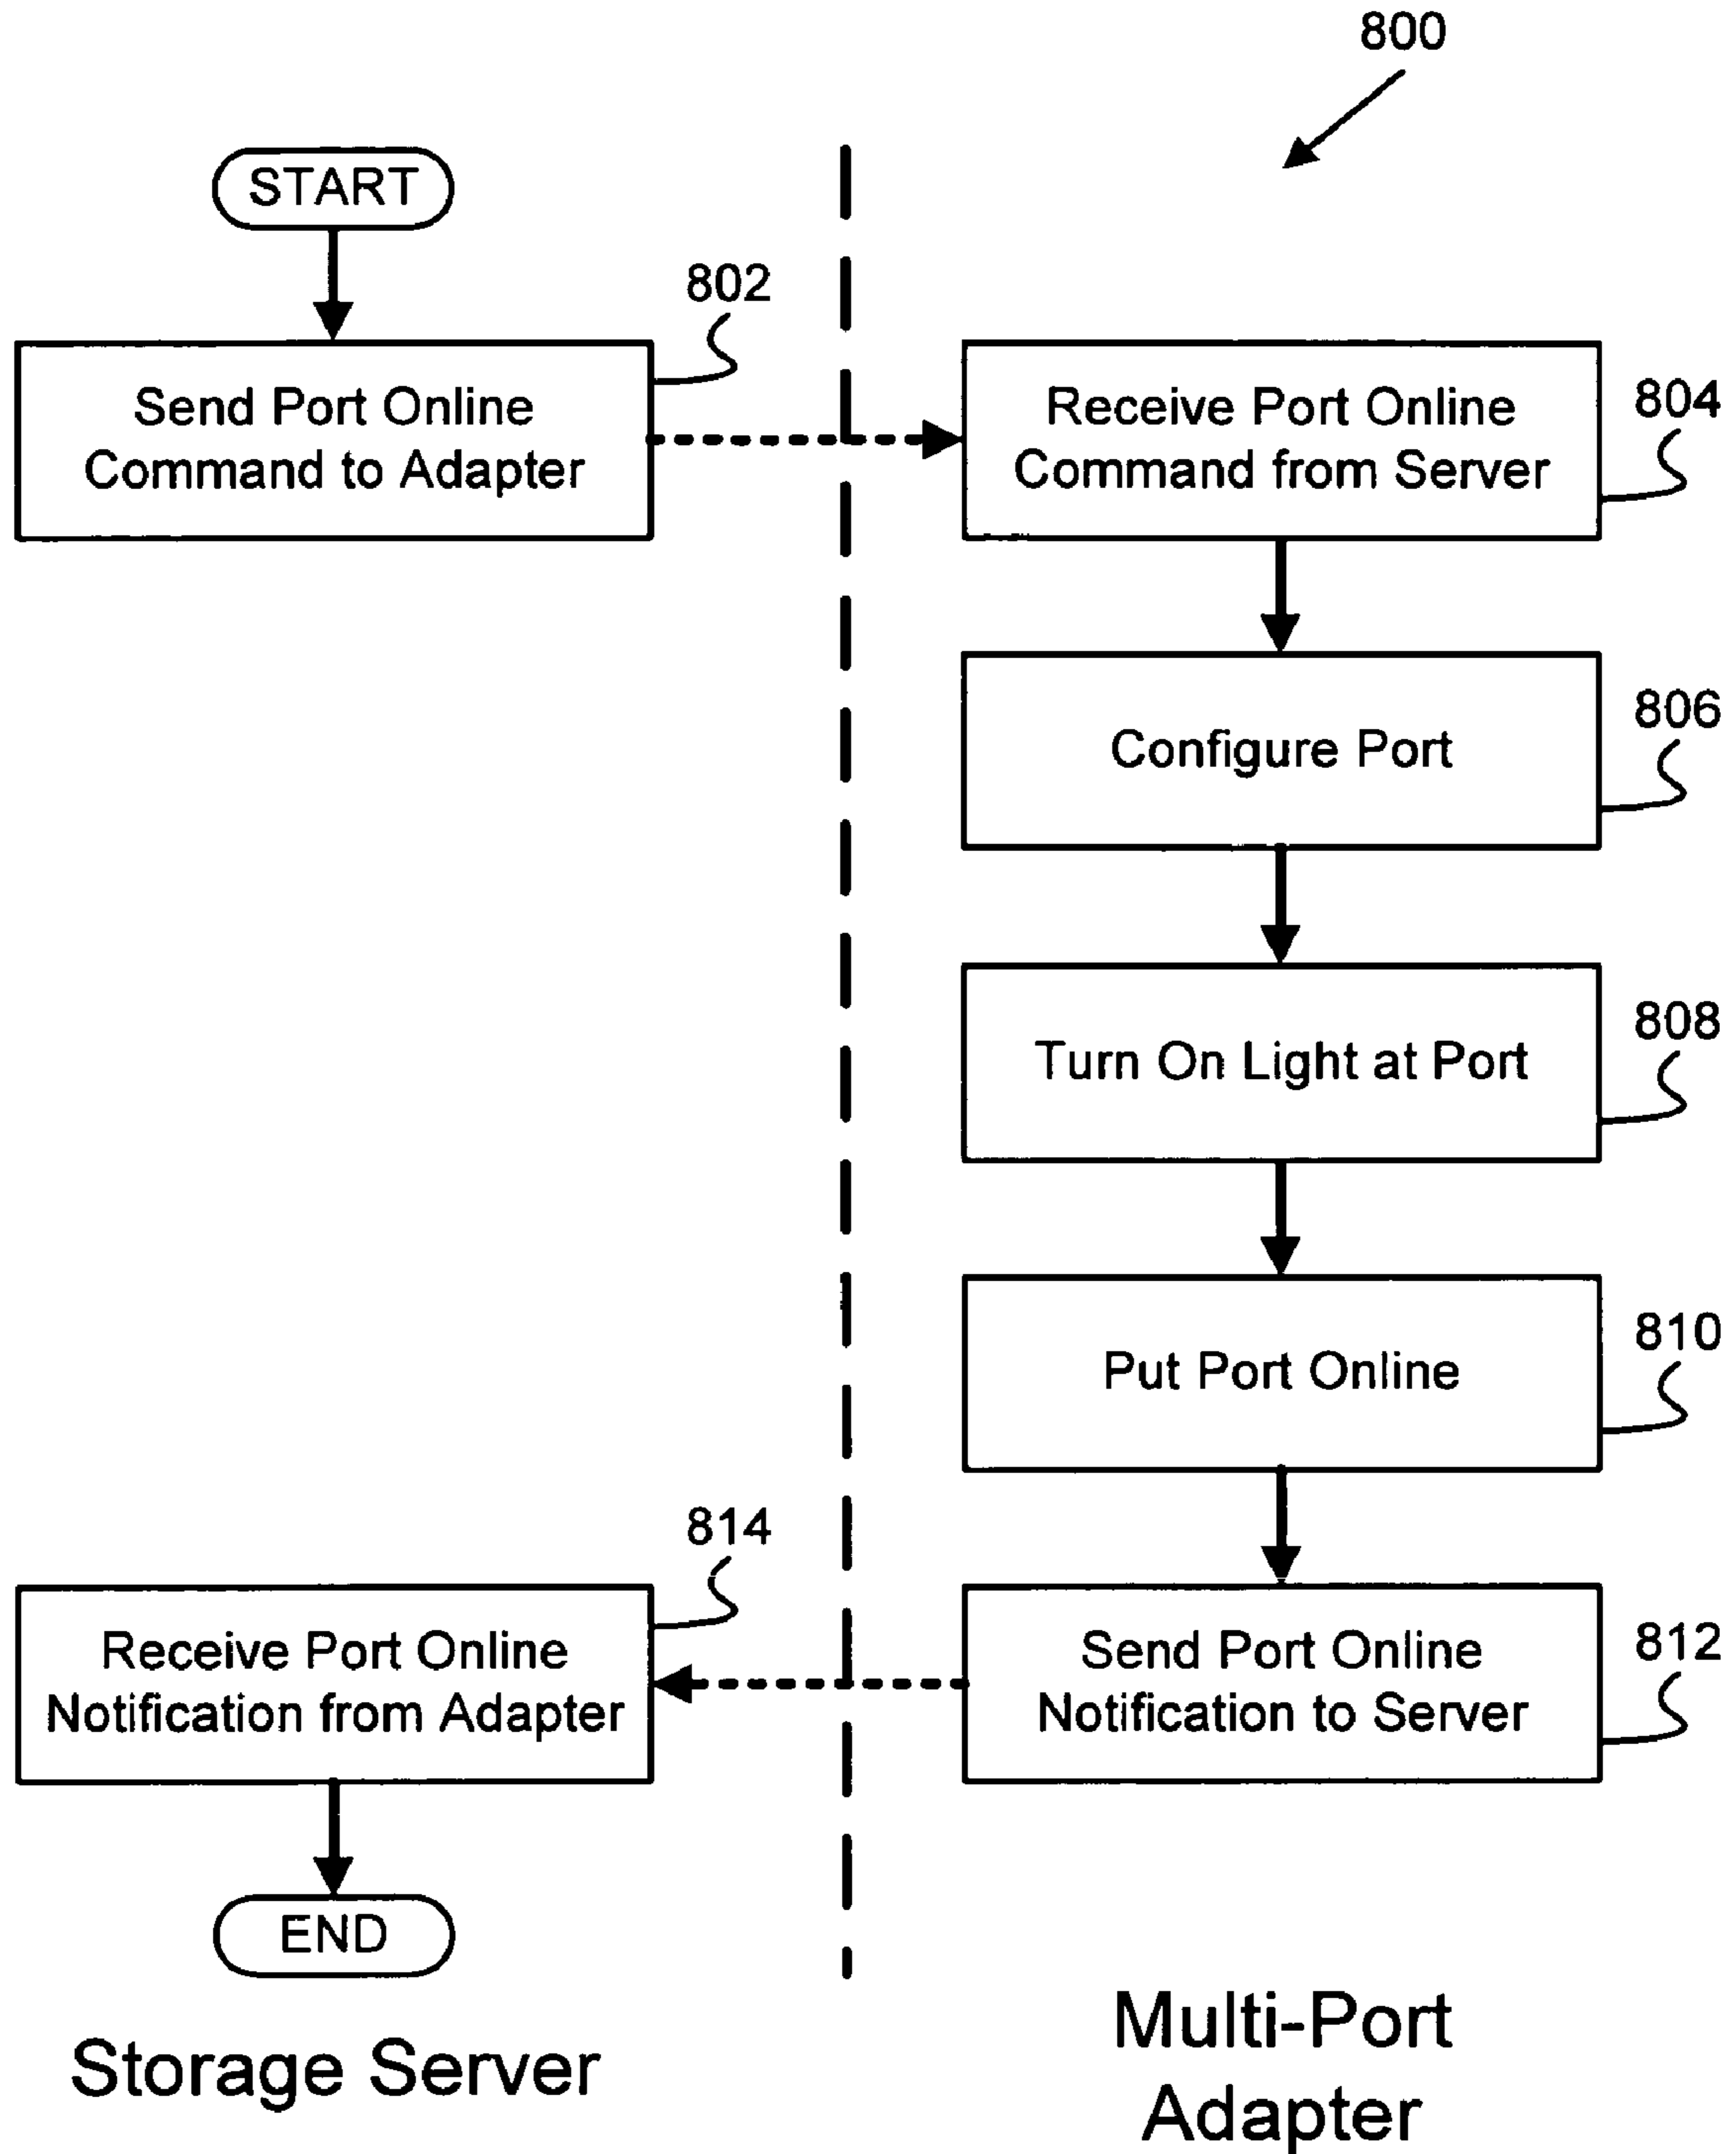 800
START
802
Send Port Online
Command to Adapter
804
Receive Port Online
Command from Server
806
Configure Port
808
Turn On Light at Port
810
Put Port Online
812
Send Port Online
Notification to Server
814
Receive Port Online
Notification from Adapter
END
Storage Server
Multi-Port
Adapter